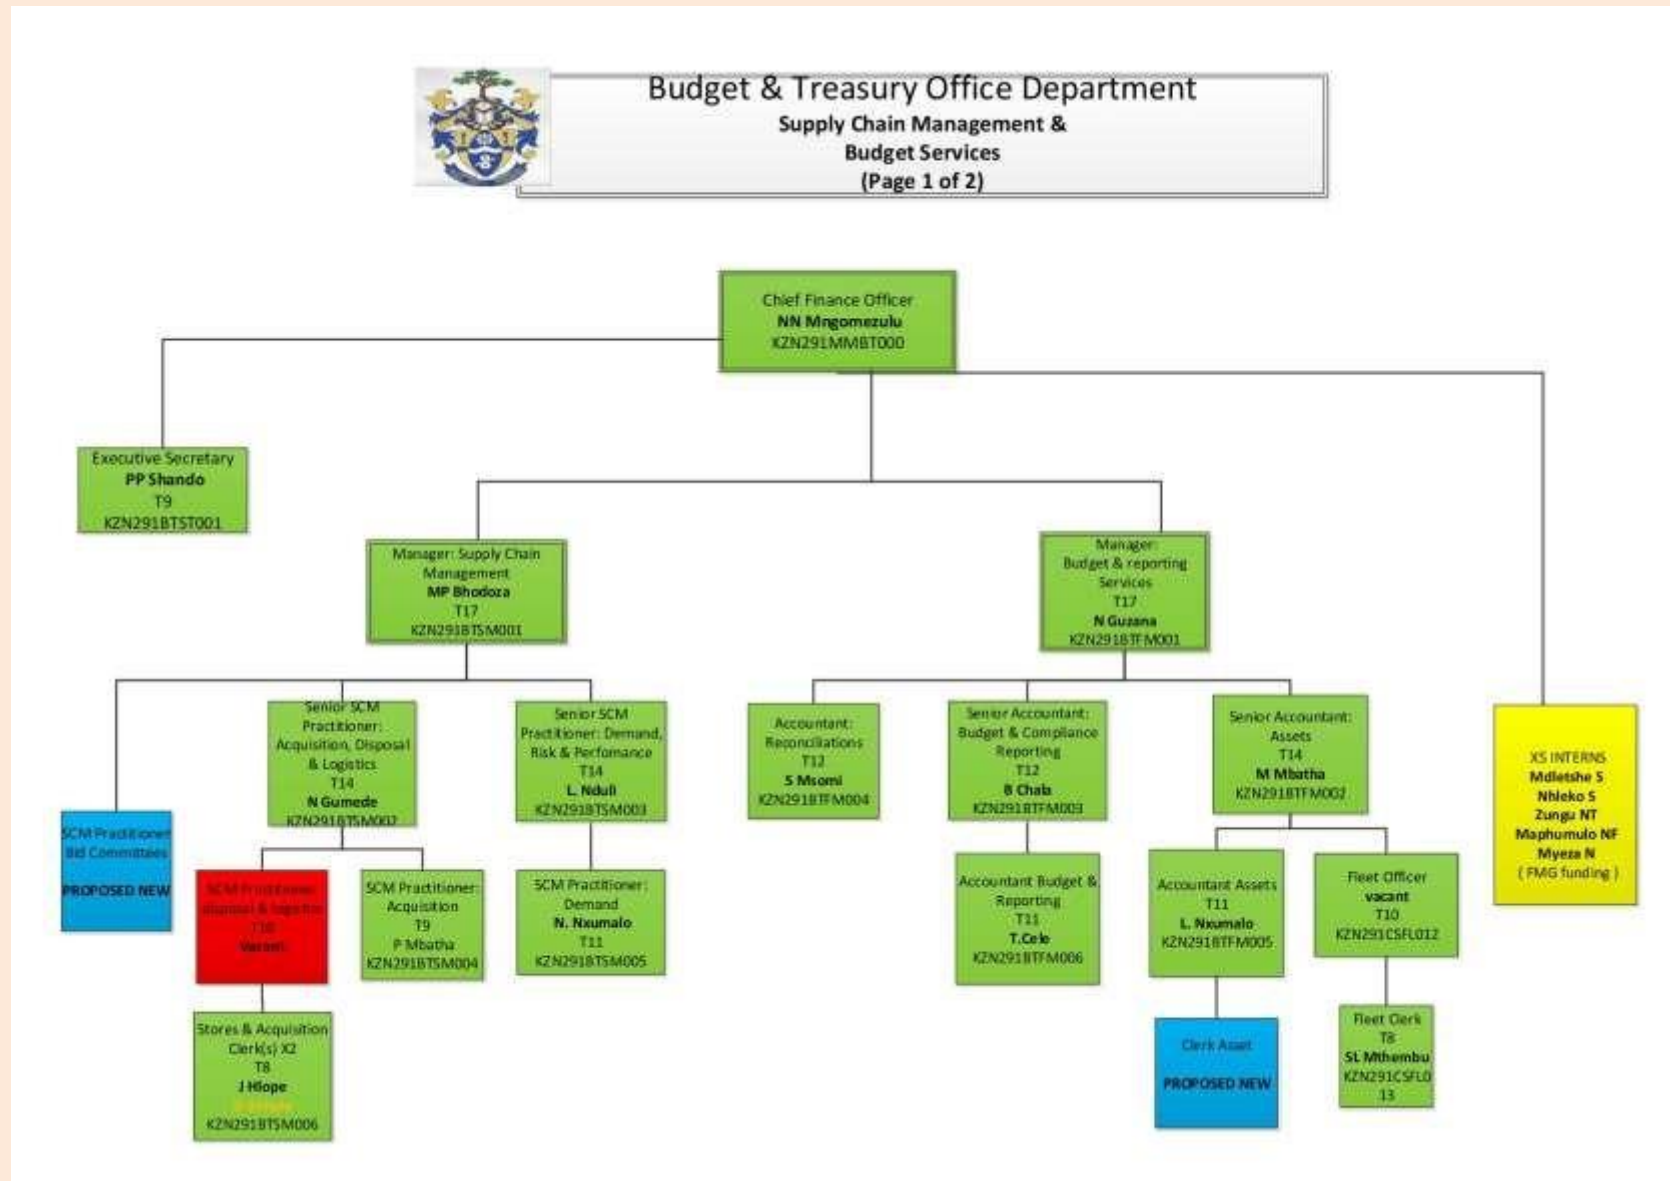 Budget & Treasury Office Department
Supply Chain Management &
Budget Services
(Page 1 of 2)
Chief Finance Officer
NN Mngomezulu
KZN291MMBT000
Executive Secretary
PP Shando
T9
KZN291BTST001
Manager: Supply Chain
Management
MP Bhodoza
T17
KZN291BTSM001
Manager:
Budget & reporting
Services
T17
N Guzana
KZN291BTFM001
SCM Practitioner
Bid Committees
PROPOSED NEW
Senior SCM
Practitioner:
Acquisition, Disposal
& Logistics
T14
N Gumede
KZN291BTSM002
Senior SCM
Practitioner: Demand,
Risk & Perfomance
T14
L. Nduli
KZN291BTSM003
Accountant:
Reconciliations
T12
S Msomi
KZN291BTFM004
Senior Accountant:
Budget & Compliance
Reporting
T12
B Chala
KZN291BTFM003
Senior Accountant:
Assets
T14
M Mbatha
KZN291BTFM002
XS INTERNS
Mdletshe S
Nhleko S
Zungu NT
Maphumulo NF
Myeza N
( FMG funding )
SCM Practitioner:
disposal & logistics
Vacant
SCM Practitioner:
Acquisition
T9
P Mbatha
KZN291BTSM004
SCM Practitioner:
Demand
N. Nxumalo
T11
KZN291BTSM005
Accountant Budget &
Reporting
T11
T.Cele
KZN291BTFM006
Accountant Assets
T11
L. Nxumalo
KZN291BTFM005
Fleet Officer
vacant
T10
KZN291CSFL012
Stores & Acquisition
Clerk(s) X2
T8
J Hlope
KZN291BTSM006
Clerk Asset
PROPOSED NEW
Fleet Clerk
T8
SL Mthembu
KZN291CSFL0
13